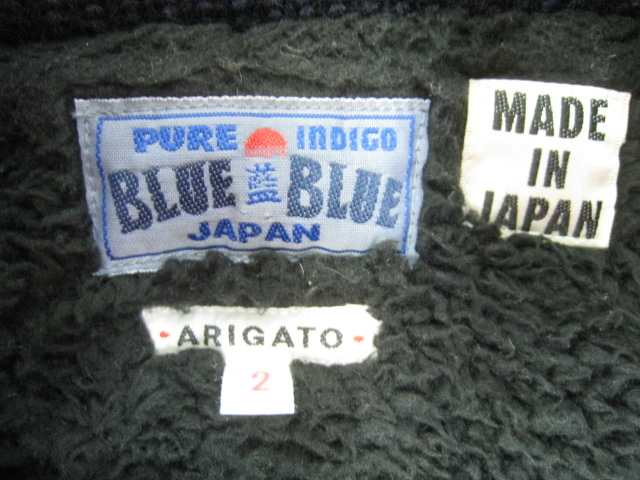 PURE INDIGO
BLUE 藍 BLUE
JAPAN
MADE
IN
JAPAN
ARIGATO
2